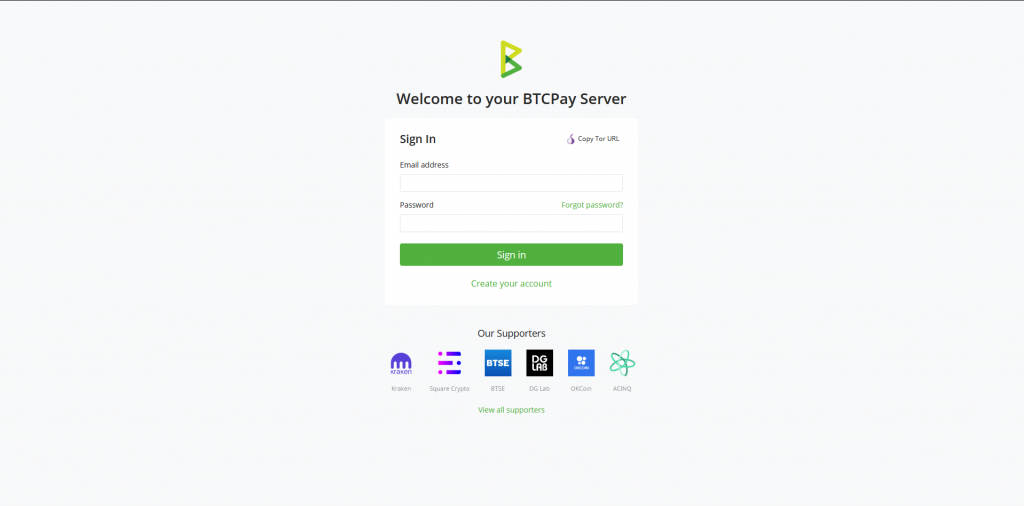 Welcome to your BTCPay Server
Sign In
Copy Tor URL
Email address
Password
Forgot password?
Sign in
Create your account
Our Supporters
KRAKEN
BTSE
DG LAB
OKCOIN
Kraken
Square Crypto
BTSE
DG Lab
OKCoin
ACINQ
View all supporters